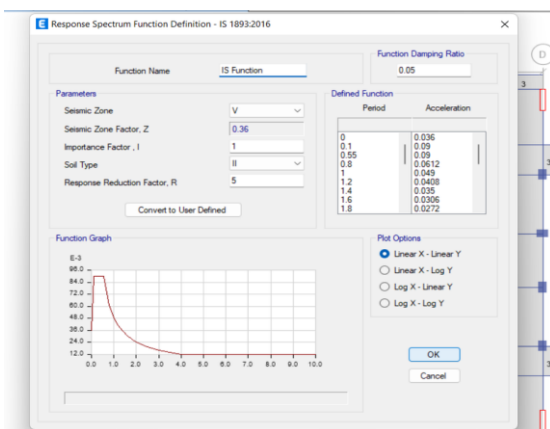 E Response Spectrum Function Definition - IS 1893:2016
Function Name IS Function
Function Damping Ratio
0.05
Parameters
Seismic Zone V
Seismic Zone Factor, Z 0.36
Importance Factor , I 1
Soil Type II
Response Reduction Factor, R 5
Convert to User Defined
Defined Function
Period Acceleration
0 0.036
0.1 0.09
0.55 0.09
0.8 0.0612
1 0.049
1.2 0.0408
1.4 0.035
1.6 0.0306
1.8 0.0272
Function Graph
E-3
84.0
72.0
60.0
48.0
36.0
24.0
12.0
0.0 1.0 2.0 3.0 4.0 5.0 6.0 7.0 8.0 9.0 10.0
Plot Options
Linear X - Linear Y
Linear X - Log Y
Log X - Linear Y
Log X - Log Y
OK
Cancel
D
3
3
3